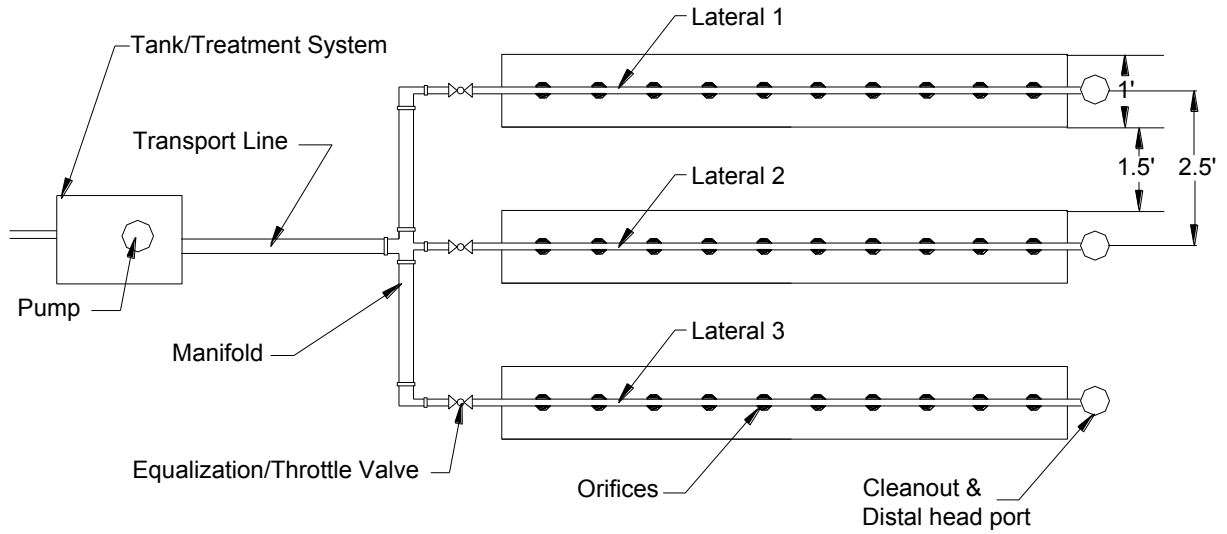 Lateral 1
Tank/Treatment System
1'
Transport Line
1.5'
2.5'
Lateral 2
Pump
Manifold
Lateral 3
Equalization/Throttle Valve
Orifices
Cleanout &
Distal head port